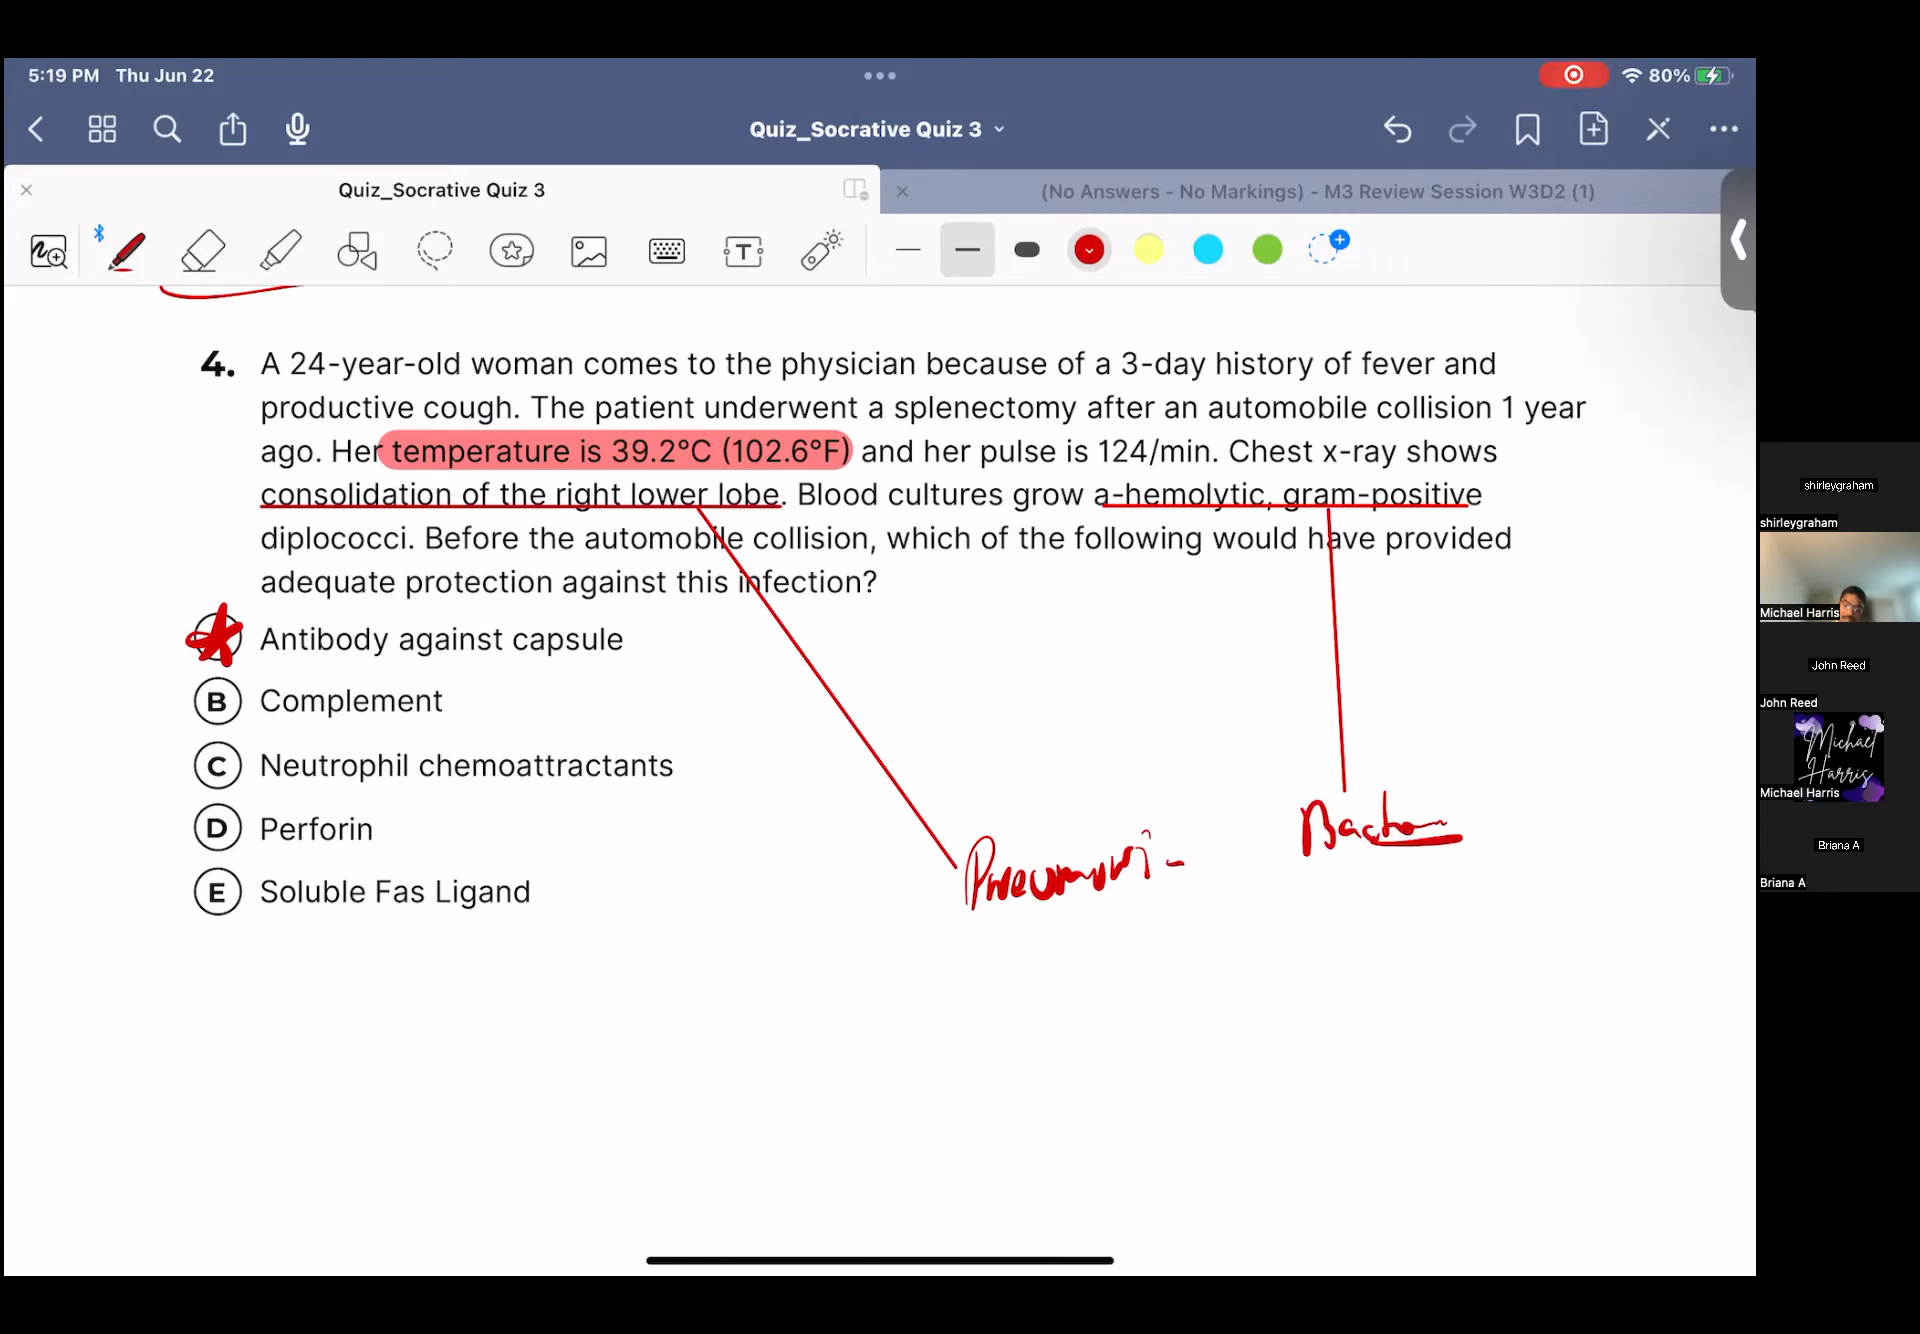 5:19 PM Thu Jun 22
80%
Quiz_Socrative Quiz 3
Quiz_Socrative Quiz 3
(No Answers - No Markings) - M3 Review Session W3D2 (1)
T
4. A 24-year-old woman comes to the physician because of a 3-day history of fever and
productive cough. The patient underwent a splenectomy after an automobile collision 1 year
ago. Her temperature is 39.2°C (102.6°F) and her pulse is 124/min. Chest x-ray shows
consolidation of the right lower lobe. Blood cultures grow a-hemolytic, gram-positive
diplococci. Before the automobile collision, which of the following would have provided
adequate protection against this infection?
Antibody against capsule
B Complement
C Neutrophil chemoattractants
D Perforin
E Soluble Fas Ligand
shirleygraham
shirleygraham
Michael Harris
John Reed
John Reed
Michael
Harris
Michael Harris
Briana A
Briana A